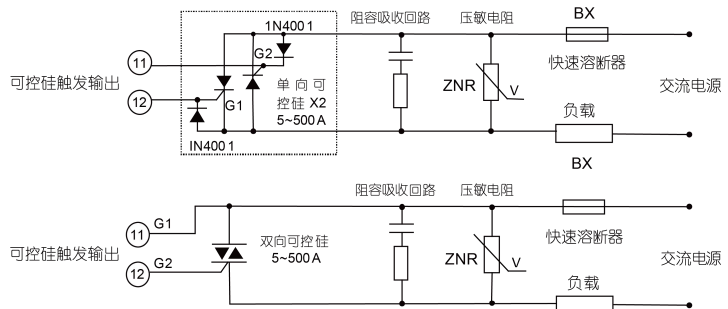 1N4001
阻容吸收回路
压敏电阻
BX
11
G2
快速溶断器
可控硅触发输出
单向可
控硅 X2
5~500A
ZNR
V
交流电源
12
G1
负载
IN4001
BX
阻容吸收回路
压敏电阻
11
G1
快速溶断器
可控硅触发输出
双向可控硅
5~500A
ZNR
V
交流电源
12
G2
负载